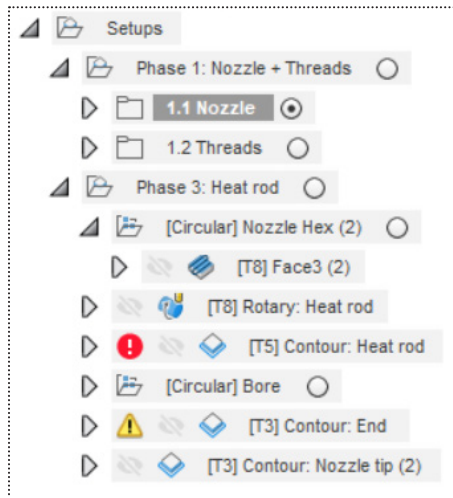 Setups
Phase 1: Nozzle + Threads
1.1 Nozzle
1.2 Threads
Phase 3: Heat rod
[Circular] Nozzle Hex (2)
[T8] Face3 (2)
[T8] Rotary: Heat rod
[T5] Contour: Heat rod
[Circular] Bore
[T3] Contour: End
[T3] Contour: Nozzle tip (2)